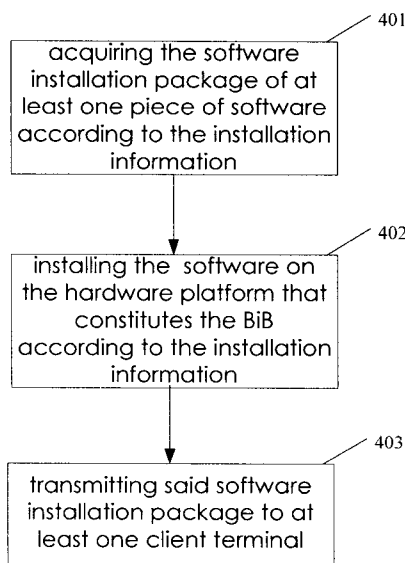 401
acquiring the software
installation package of at
least one piece of software
according to the installation
information
402
installing the software on
the hardware platform that
constitutes the BiB
according to the installation
information
403
transmitting said software
installation package to at
least one client terminal